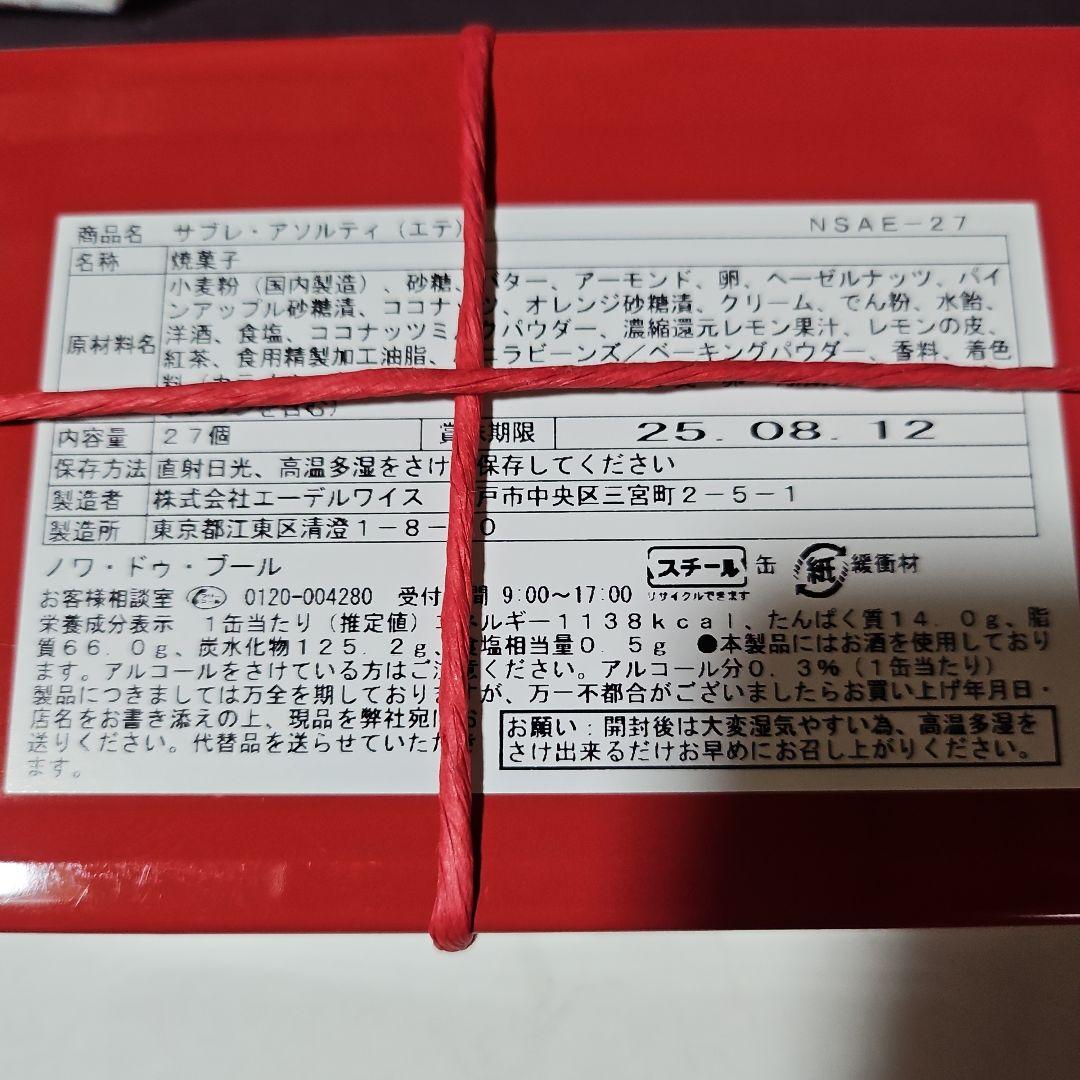 商品名 サブレ・アソルティ(エテ) NSAE-27
名称 焼菓子
小麦粉(国内製造)、砂糖、バター、アーモンド、卵、ヘーゼルナッツ、パイ
ンアップル砂糖漬、ココナッツ、オレンジ砂糖漬、クリーム、でん粉、水飴、
原材料名 洋酒、食塩、ココナッツミルクパウダー、濃縮還元レモン果汁、レモンの皮、
紅茶、食用精製加工油脂、バニラビーンズ/ベーキングパウダー、香料、着色
料(
を含む)
内容量 27個 賞味期限 25.08.12
保存方法 直射日光、高温多湿をさけ 保存してください
製造者 株式会社エーデルワイス 戸市中央区三宮町2-5-1
製造所 東京都江東区清澄1-8- 0
ノワ・ドゥ・ブール スチール 缶 紙 緩衝材
リサイクルできます
お客様相談室 0120-004280 受付 間 9:00~17:00
栄養成分表示 1缶当たり(推定値)エネルギー1138kcal、たんぱく質14.0g、脂
質66.0g、炭水化物125.2g、食塩相当量0.5g ●本製品にはお酒を使用しており
ます。アルコールをさけている方はご注意ください。アルコール分0.3%(1缶当たり)
製品につきましては万全を期しておりますが、万一不都合がございましたらお買い上げ年月日・
店名をお書き添えの上、現品を弊社宛にお
送りください。代替品を送らせていただき
ます。
お願い:開封後は大変湿気やすい為、高温多湿を
さけ出来るだけお早めにお召し上がりください。